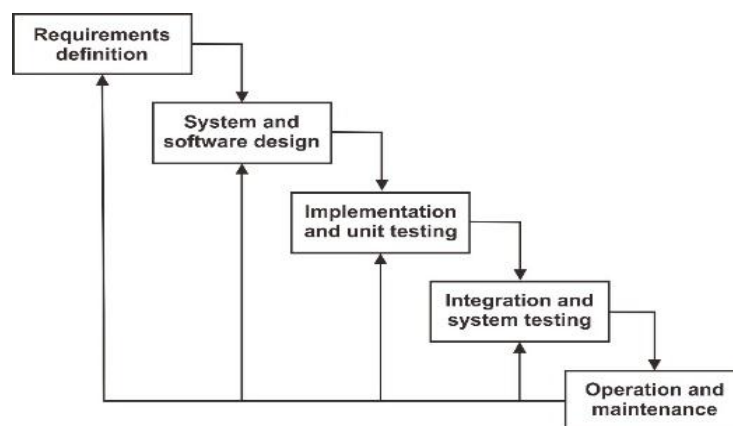 Requirements
definition
System and
software design
Implementation
and unit testing
Integration and
system testing
Operation and
maintenance